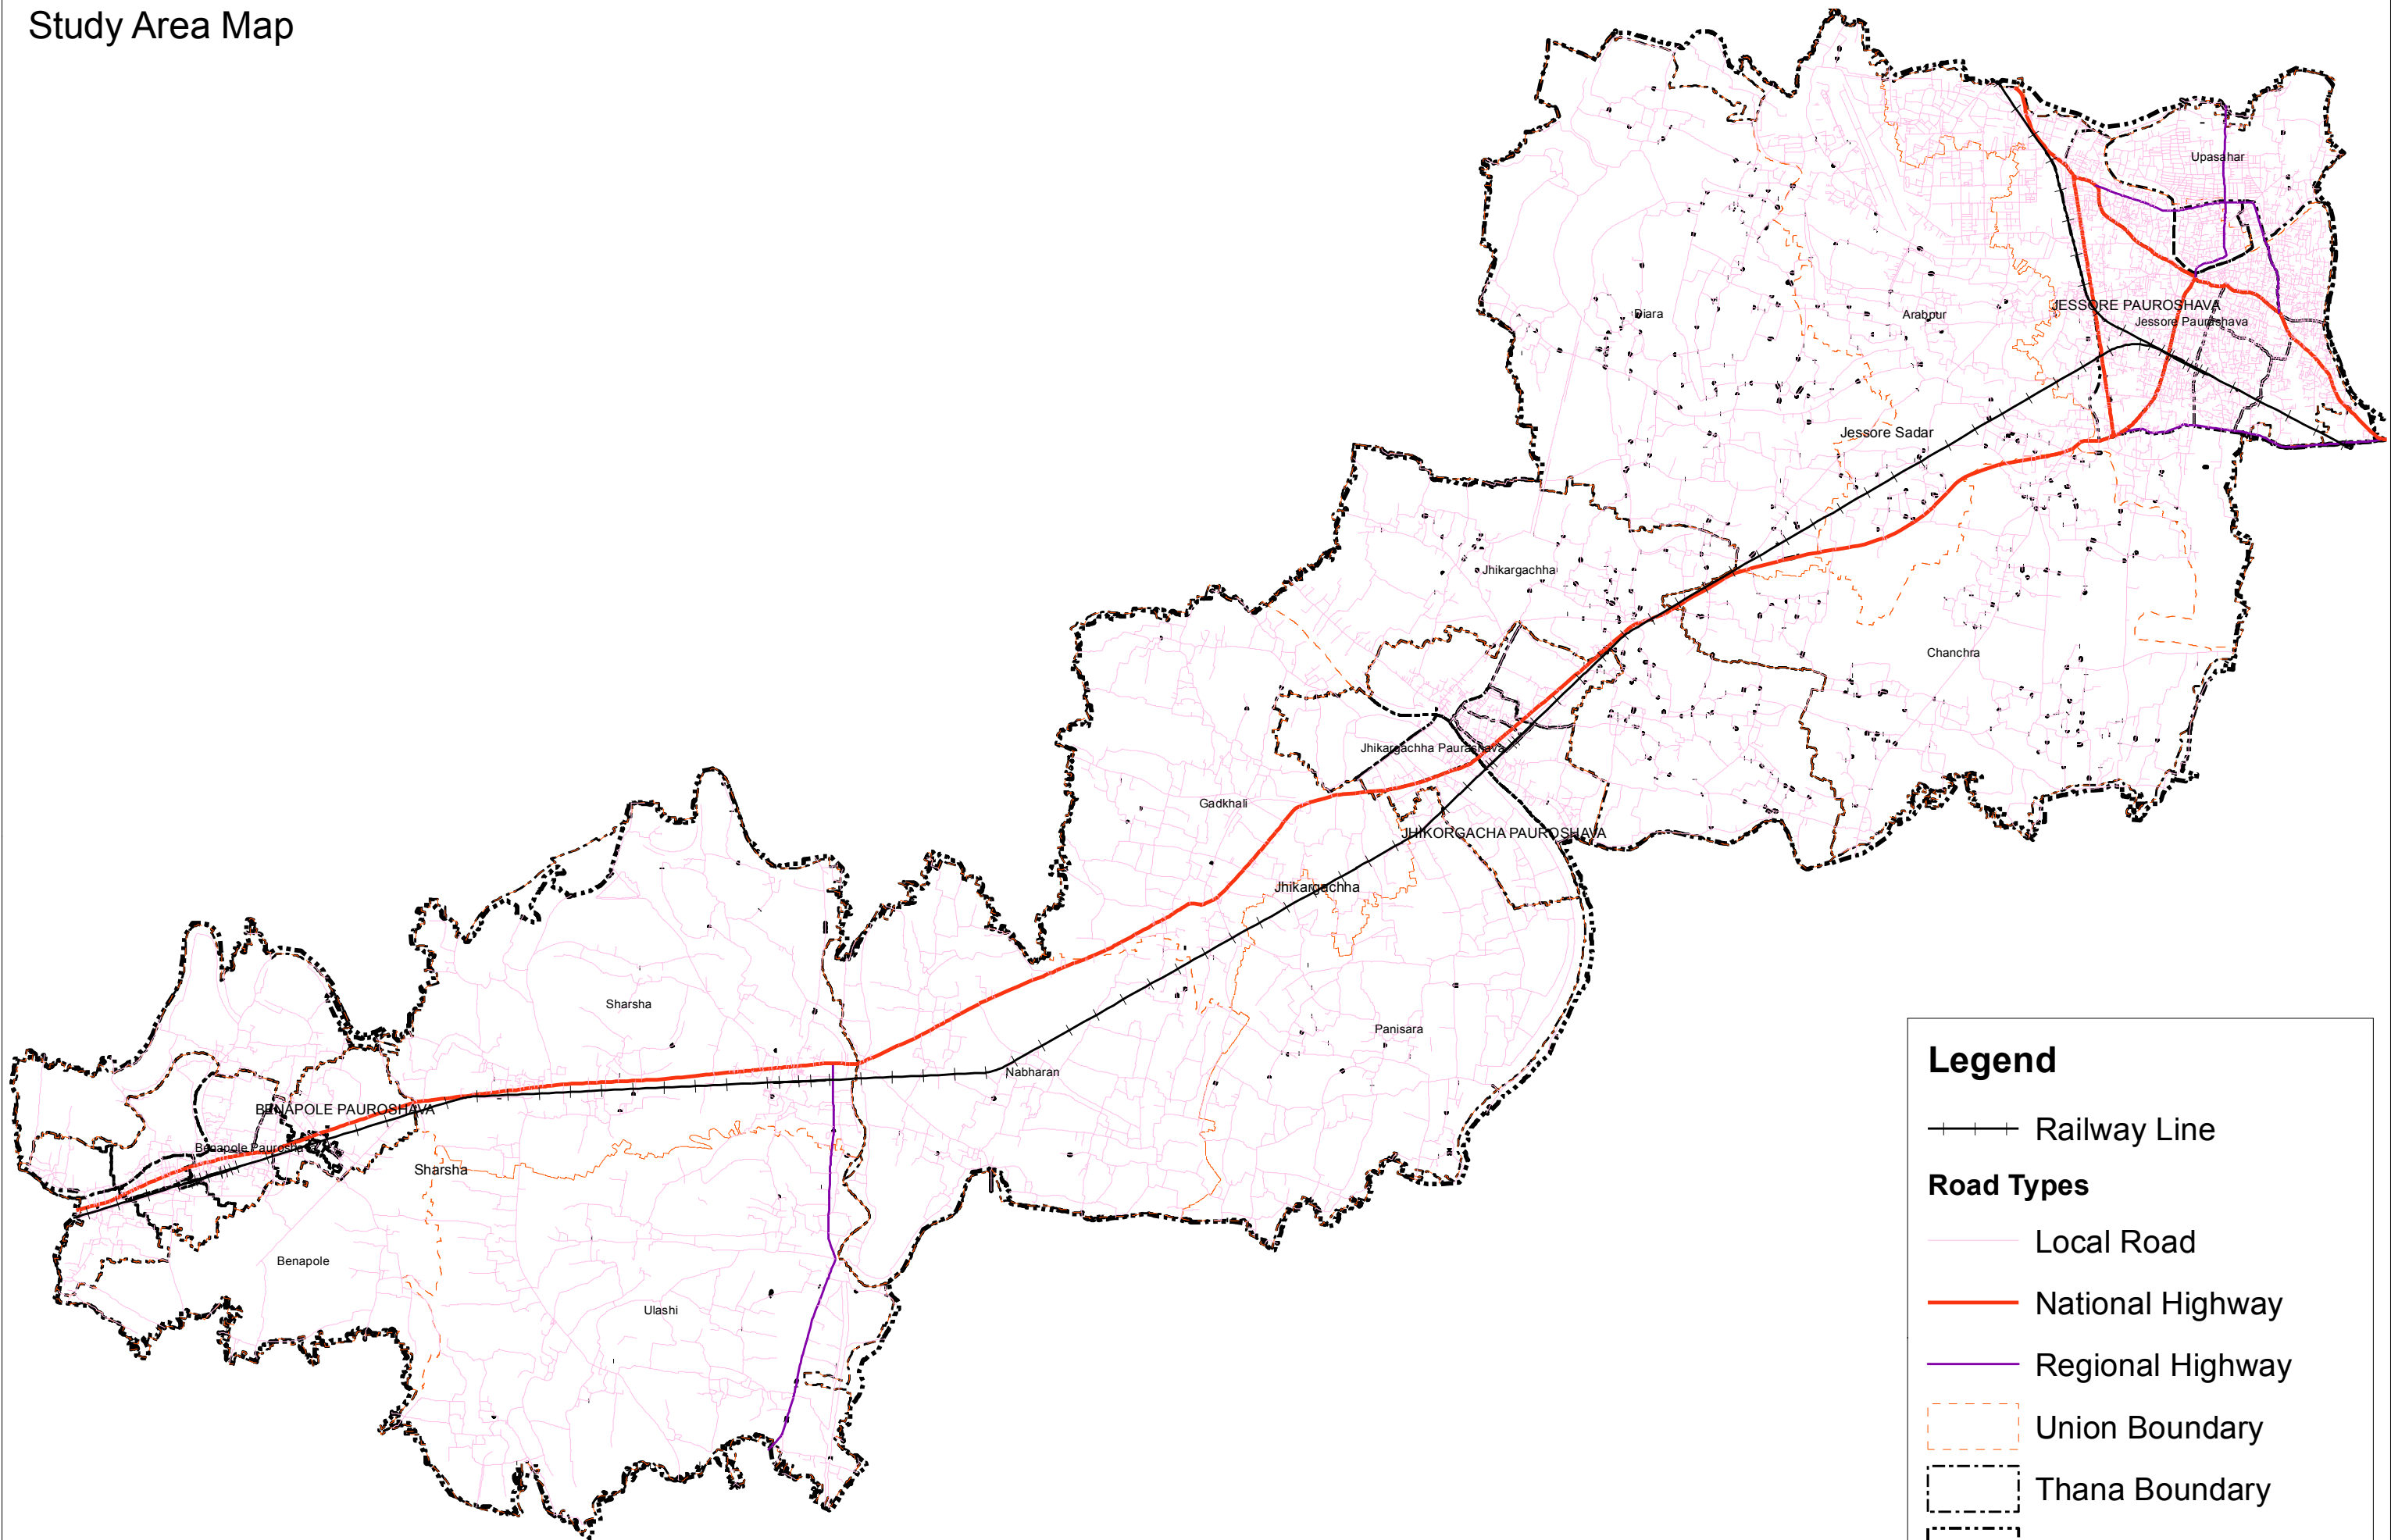 Study Area Map
Upasahar
JESSORE PAUROSHAVA
Jessore Paurashava
Diara
Arabpur
Jessore Sadar
Jhikargachha
Chanchra
Jhikargachha Paurashava
Gadkhali
JHIKORGACHA PAUROSHAVA
Jhikargachha
Sharsha
Panisara
Nabharan
BENAPOLE PAUROSHAVA
Benapole Paurosha
Sharsha
Benapole
Ulashi
Legend
Railway Line
Road Types
Local Road
National Highway
Regional Highway
Union Boundary
Thana Boundary